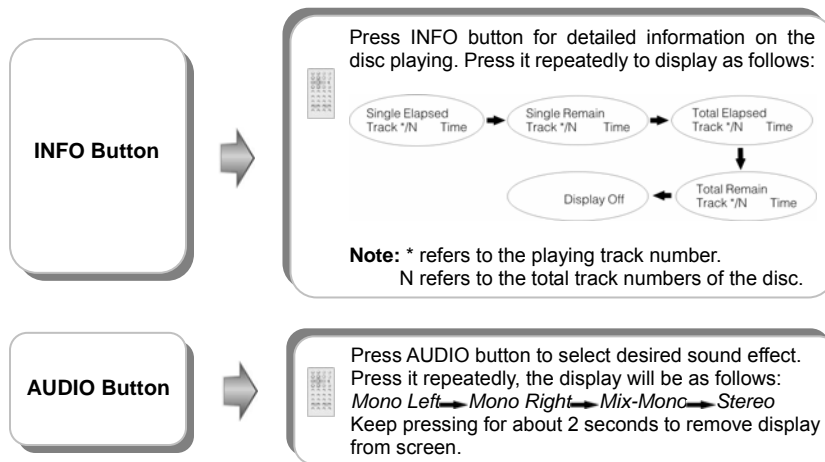 INFO Button
Press INFO button for detailed information on the
disc playing. Press it repeatedly to display as follows:
Single Elapsed
Track */N Time
Single Remain
Track */N Time
Total Elapsed
Track */N Time
Display Off
Total Remain
Track */N Time
Note: * refers to the playing track number.
N refers to the total track numbers of the disc.
AUDIO Button
Press AUDIO button to select desired sound effect.
Press it repeatedly, the display will be as follows:
Mono Left Mono Right Mix-Mono Stereo
Keep pressing for about 2 seconds to remove display
from screen.